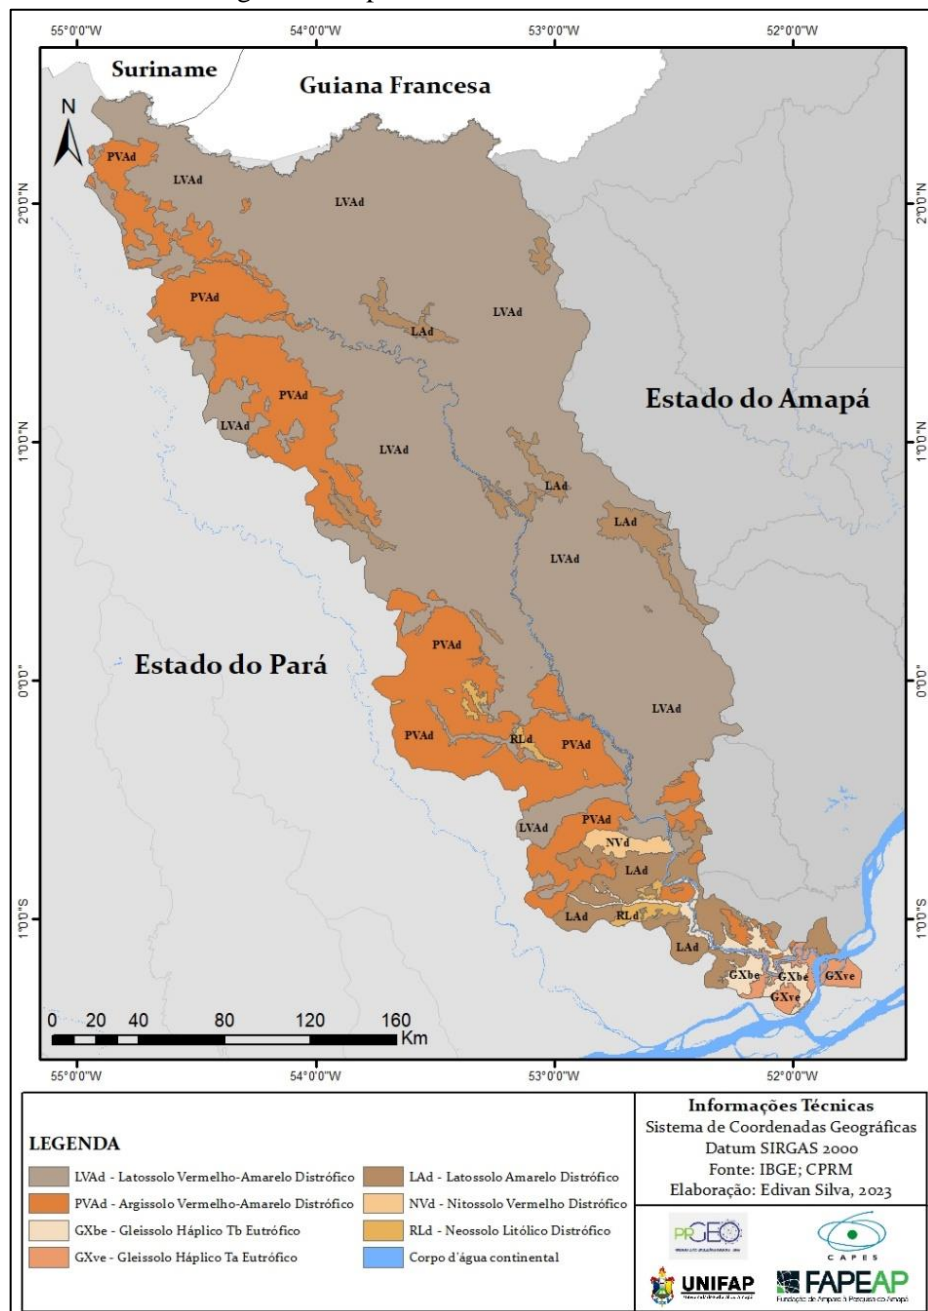 55°0'0"W 54°0'0"W 53°0'0"W 52°0'0"W
Suriname
Guiana Francesa
N
PVAd
LVAd
LVAd
2°0'0"N
2°0'0"N
PVAd
LVAd
LAd
PVAd
Estado do Amapá
LVAd
LVAd
1°0'0"N
1°0'0"N
LAd
LAd
LVAd
PVAd
Estado do Pará
0°0'0"
0°0'0"
LVAd
PVAd
RLd
PVAd
PVAd
LVAd
NVd
LAd
LAd
RLd
1°0'0"S
1°0'0"S
LAd
GXbe
GXbe
GXve
GXve
0 20 40 80 120 160
Km
55°0'0"W 54°0'0"W 53°0'0"W 52°0'0"W
LEGENDA
LVAd - Latossolo Vermelho-Amarelo Distrófico
PVAd - Argissolo Vermelho-Amarelo Distrófico
GXbe - Gleissolo Háplico Tb Eutrófico
GXve - Gleissolo Háplico Ta Eutrófico
LAd - Latossolo Amarelo Distrófico
NVd - Nitossolo Vermelho Distrófico
RLd - Neossolo Litólico Distrófico
Corpo d'água continental
Informações Técnicas
Sistema de Coordenadas Geográficas
Datum SIRGAS 2000
Fonte: IBGE; CPRM
Elaboração: Edivan Silva, 2023
CAPES
UNIFAP
FAPEAP
Fundação de Amparo à Pesquisa do Amapá